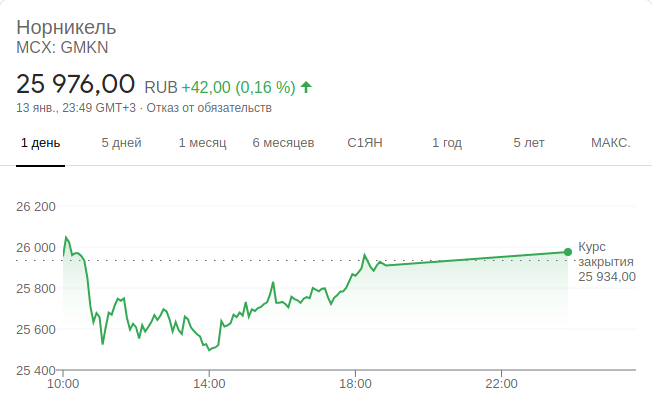 Норникель
MCX: GMKN
25 976,00 RUB +42,00 (0,16 %)
13 янв., 23:49 GMT+3 · Отказ от обязательств
1 день 5 дней 1 месяц 6 месяцев С1ЯН 1 год 5 лет МАКС.
26 200
26 000
25 800
25 600
25 400
Курс
закрытия
25 934,00
10:00 14:00 18:00 22:00